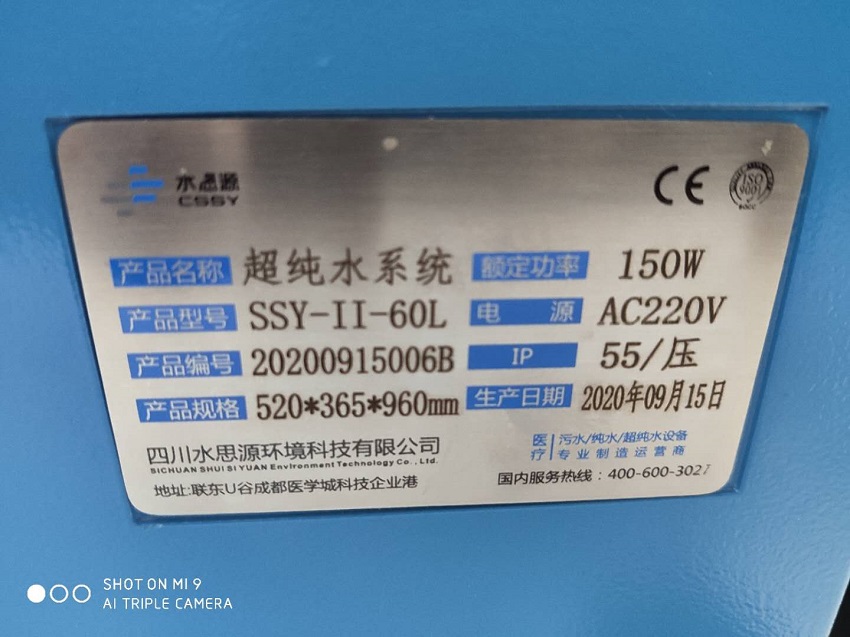 水思源
CSSY
CE
ISO
9001
产品名称 超纯水系统 额定功率 150W
产品型号 SSY-II-60L 电 源 AC220V
产品编号 20200915006B IP 55/压
产品规格 520*365*960mm 生产日期 2020年09月15日
四川水思源环境科技有限公司
SICHUAN SHUI SI YUAN Environment Technology Co., Ltd.
地址:联东U谷成都医学城科技企业港
医疗 污水/纯水/超纯水设备
专业制造运营商
国内服务热线:400-600-3027
SHOT ON MI 9
AI TRIPLE CAMERA